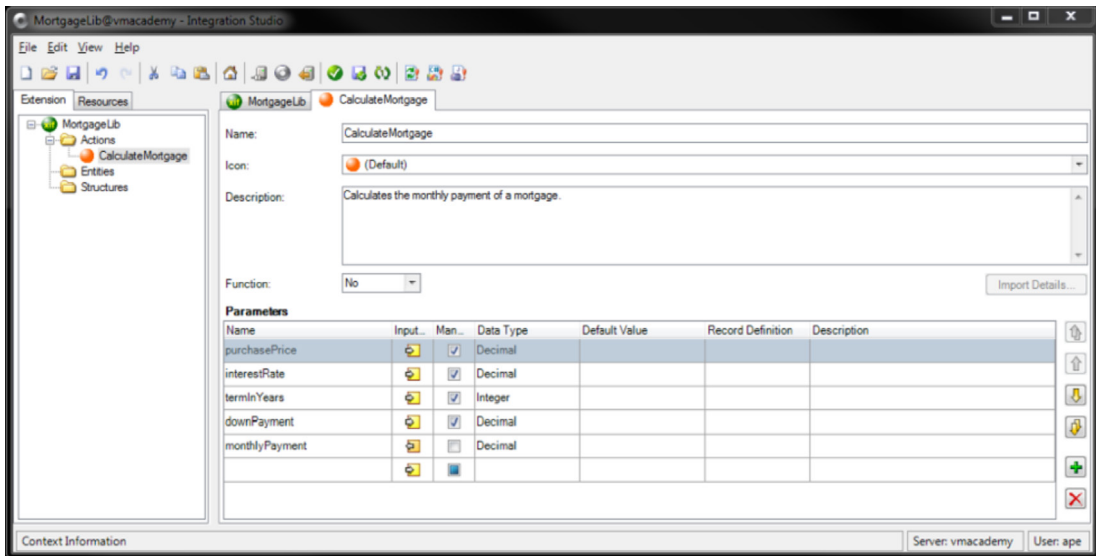 MortgageLib@vmacademy - Integration Studio
File Edit View Help
Extension Resources
MortgageLib
Actions
CalculateMortgage
Entities
Structures
MortgageLib CalculateMortgage
Name: CalculateMortgage
Icon: (Default)
Description: Calculates the monthly payment of a mortgage.
Function: No
Import Details...
Parameters
Name Input... Man... Data Type Default Value Record Definition Description
purchasePrice Decimal
interestRate Decimal
termInYears Integer
downPayment Decimal
monthlyPayment Decimal
Context Information Server: vmacademy User: ape